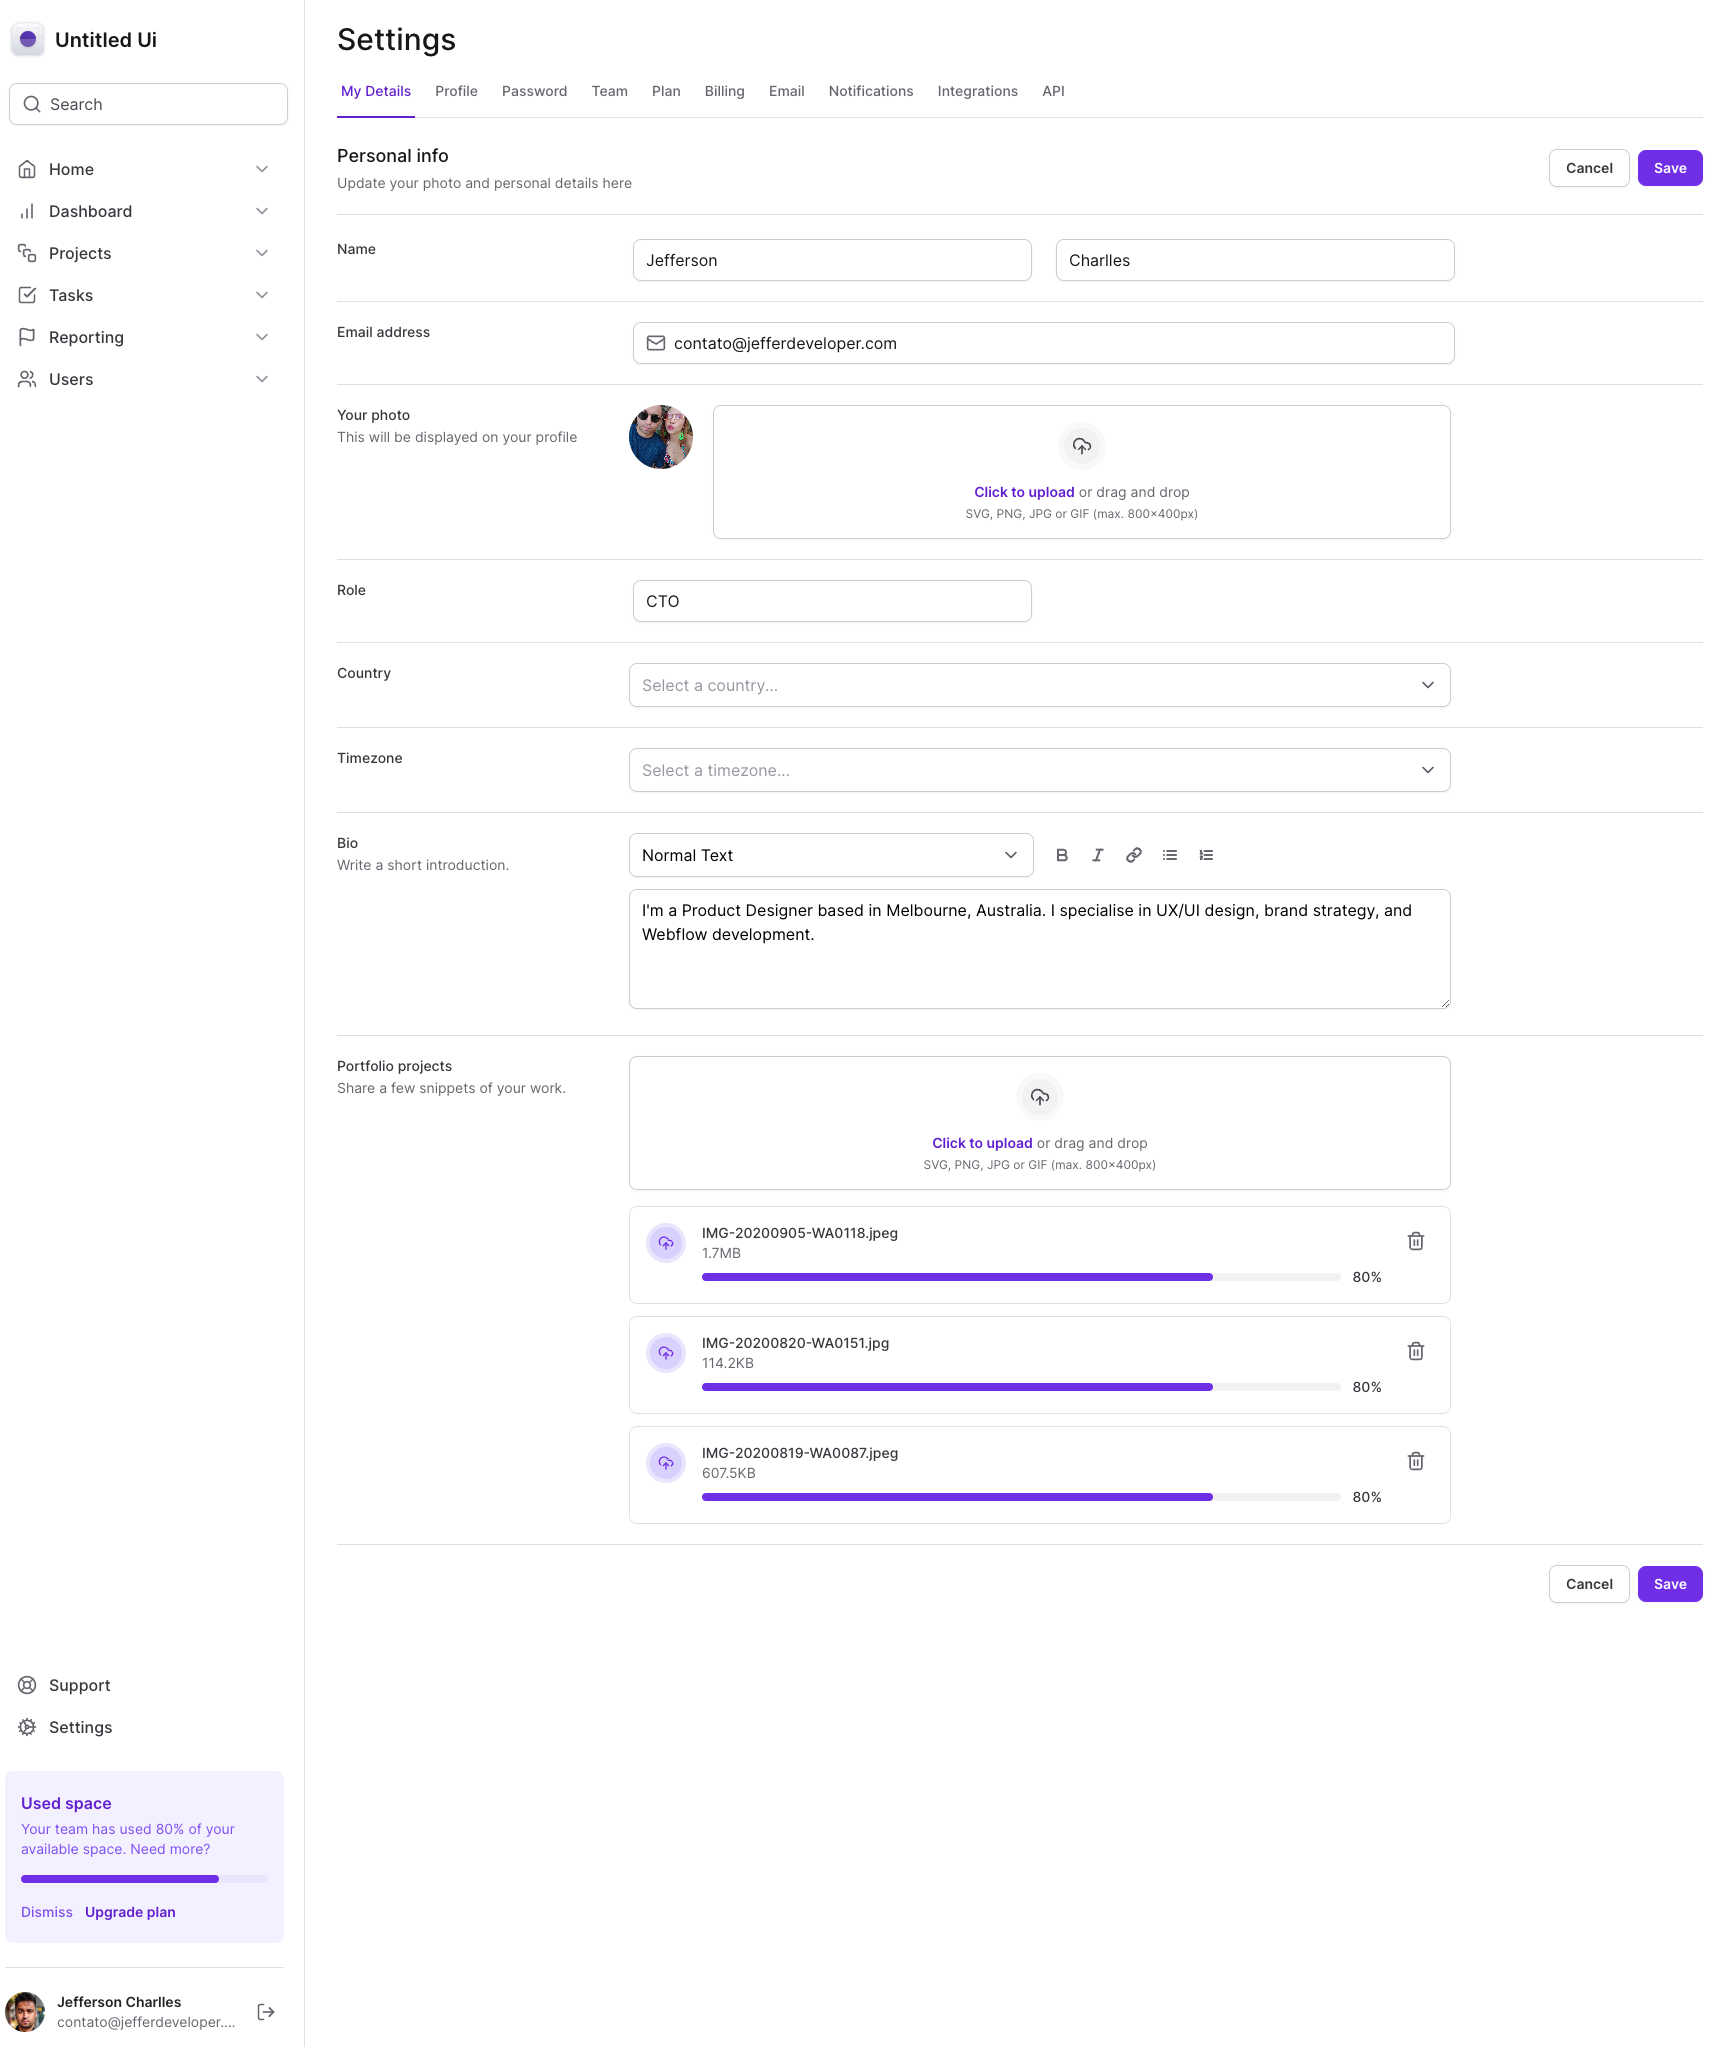 Untitled Ui
Search
Home
Dashboard
Projects
Tasks
Reporting
Users
Support
Settings
Used space
Your team has used 80% of your
available space. Need more?
Dismiss Upgrade plan
Jefferson Charlles
contato@jefferdeveloper....
Settings
My Details Profile Password Team Plan Billing Email Notifications Integrations API
Personal info
Update your photo and personal details here
Cancel Save
Name
Jefferson Charlles
Email address
contato@jefferdeveloper.com
Your photo
This will be displayed on your profile
Click to upload or drag and drop
SVG, PNG, JPG or GIF (max. 800x400px)
Role
CTO
Country
Select a country...
Timezone
Select a timezone...
Bio
Write a short introduction.
Normal Text
I'm a Product Designer based in Melbourne, Australia. I specialise in UX/UI design, brand strategy, and
Webflow development.
Portfolio projects
Share a few snippets of your work.
Click to upload or drag and drop
SVG, PNG, JPG or GIF (max. 800x400px)
IMG-20200905-WA0118.jpeg
1.7MB
80%
IMG-20200820-WA0151.jpg
114.2KB
80%
IMG-20200819-WA0087.jpeg
607.5KB
80%
Cancel Save